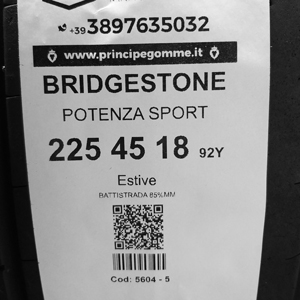 +39 3897635032
www.principegomme.it
BRIDGESTONE
POTENZA SPORT
225 45 18 92Y
Estive
BATTISTRADA 85%MM
Cod: 5604 - 5